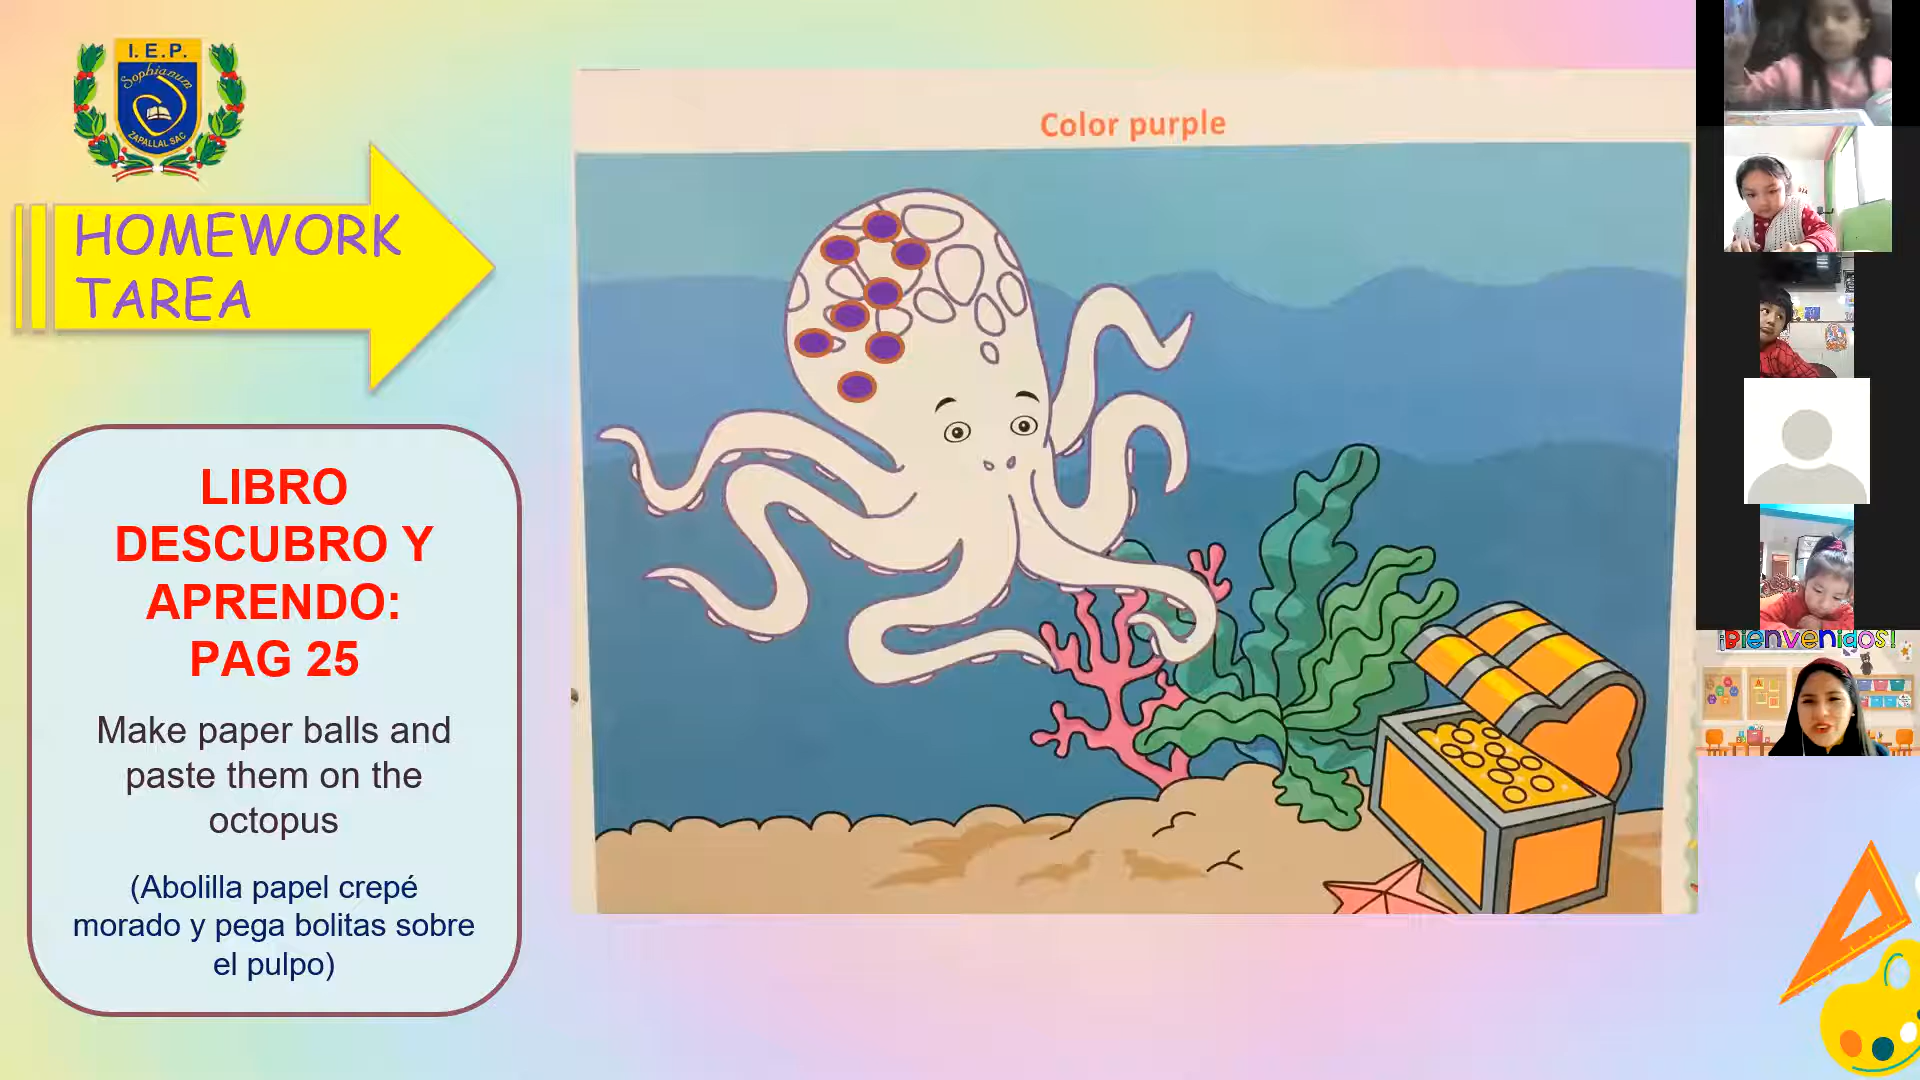 I.E.P.
Sophianum
ZAPALLAL SAC
HOMEWORK
TAREA
LIBRO
DESCUBRO Y
APRENDO:
PAG 25
Make paper balls and
paste them on the
octopus
(Abolilla papel crepé
morado y pega bolitas sobre
el pulpo)
Color purple
¡Bienvenidos!